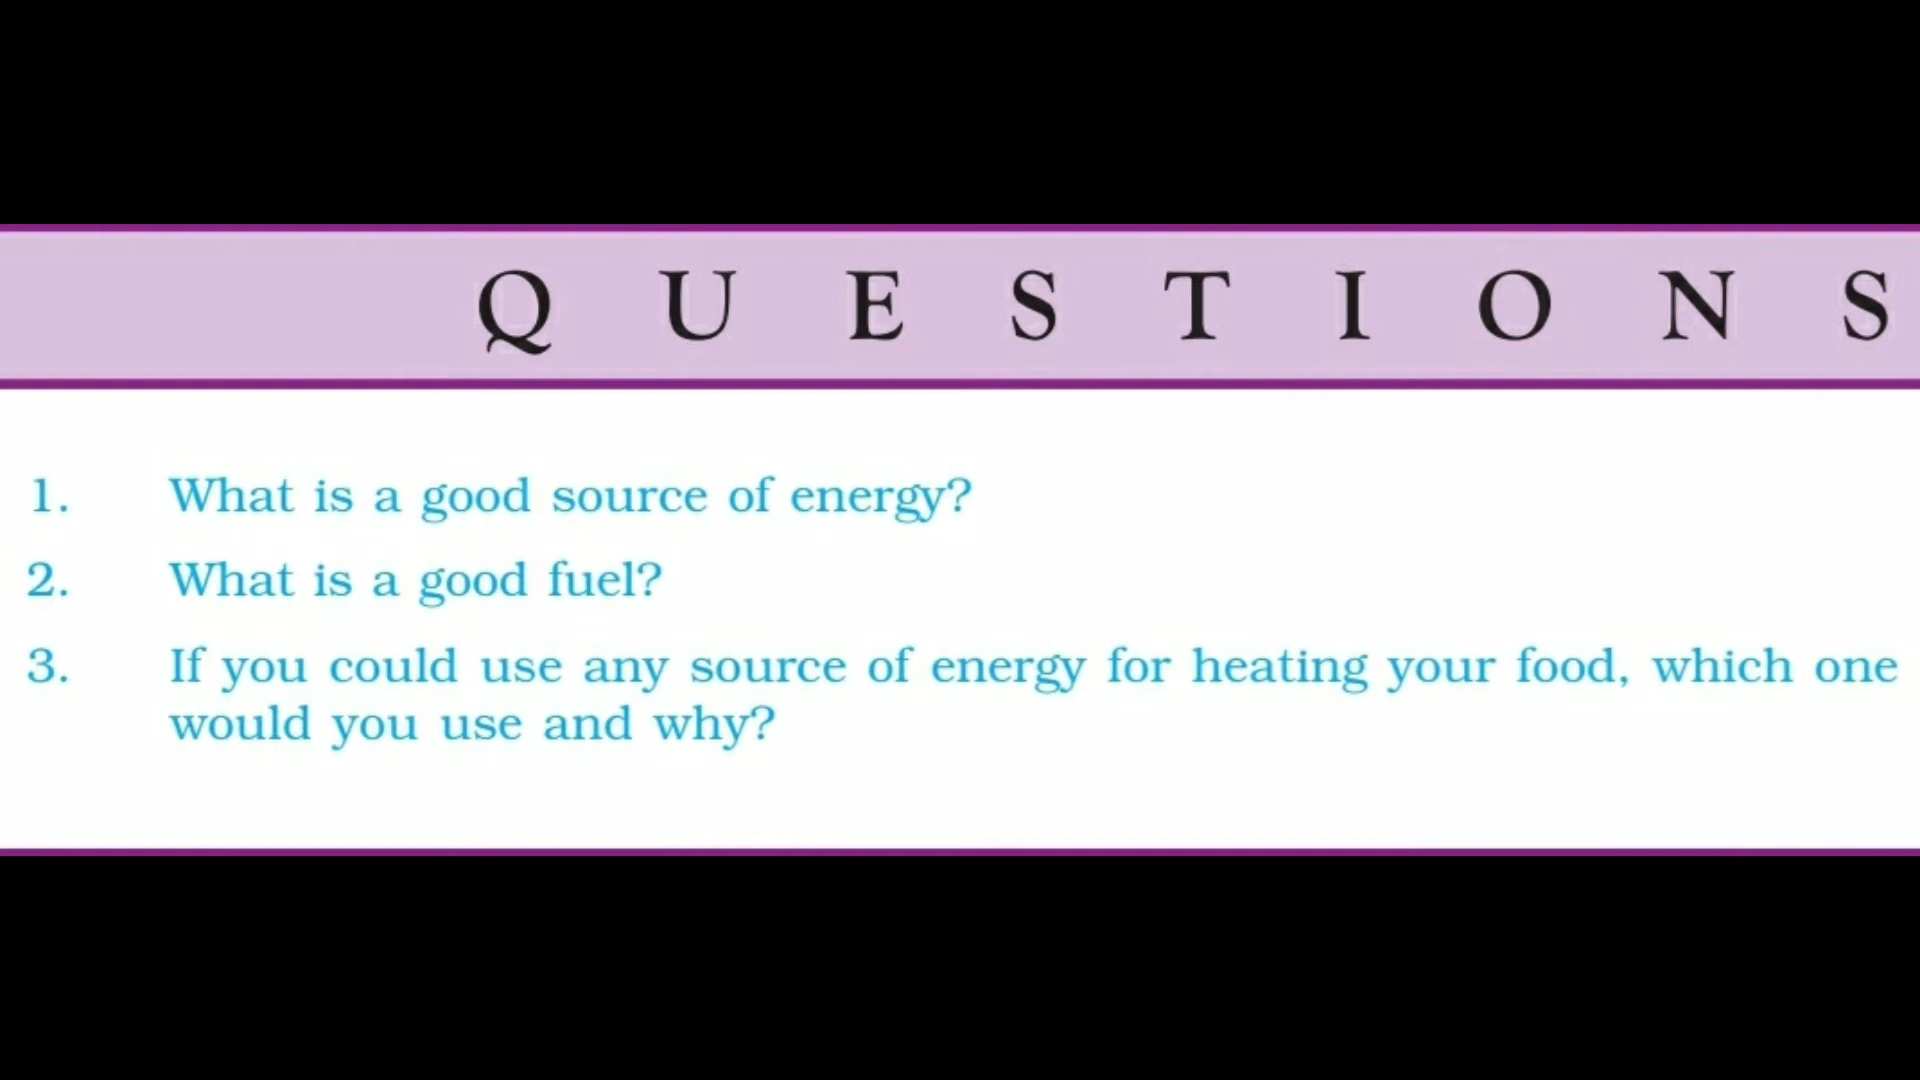 QUESTIONS
1. What is a good source of energy?
2. What is a good fuel?
3. If you could use any source of energy for heating your food, which one
would you use and why?